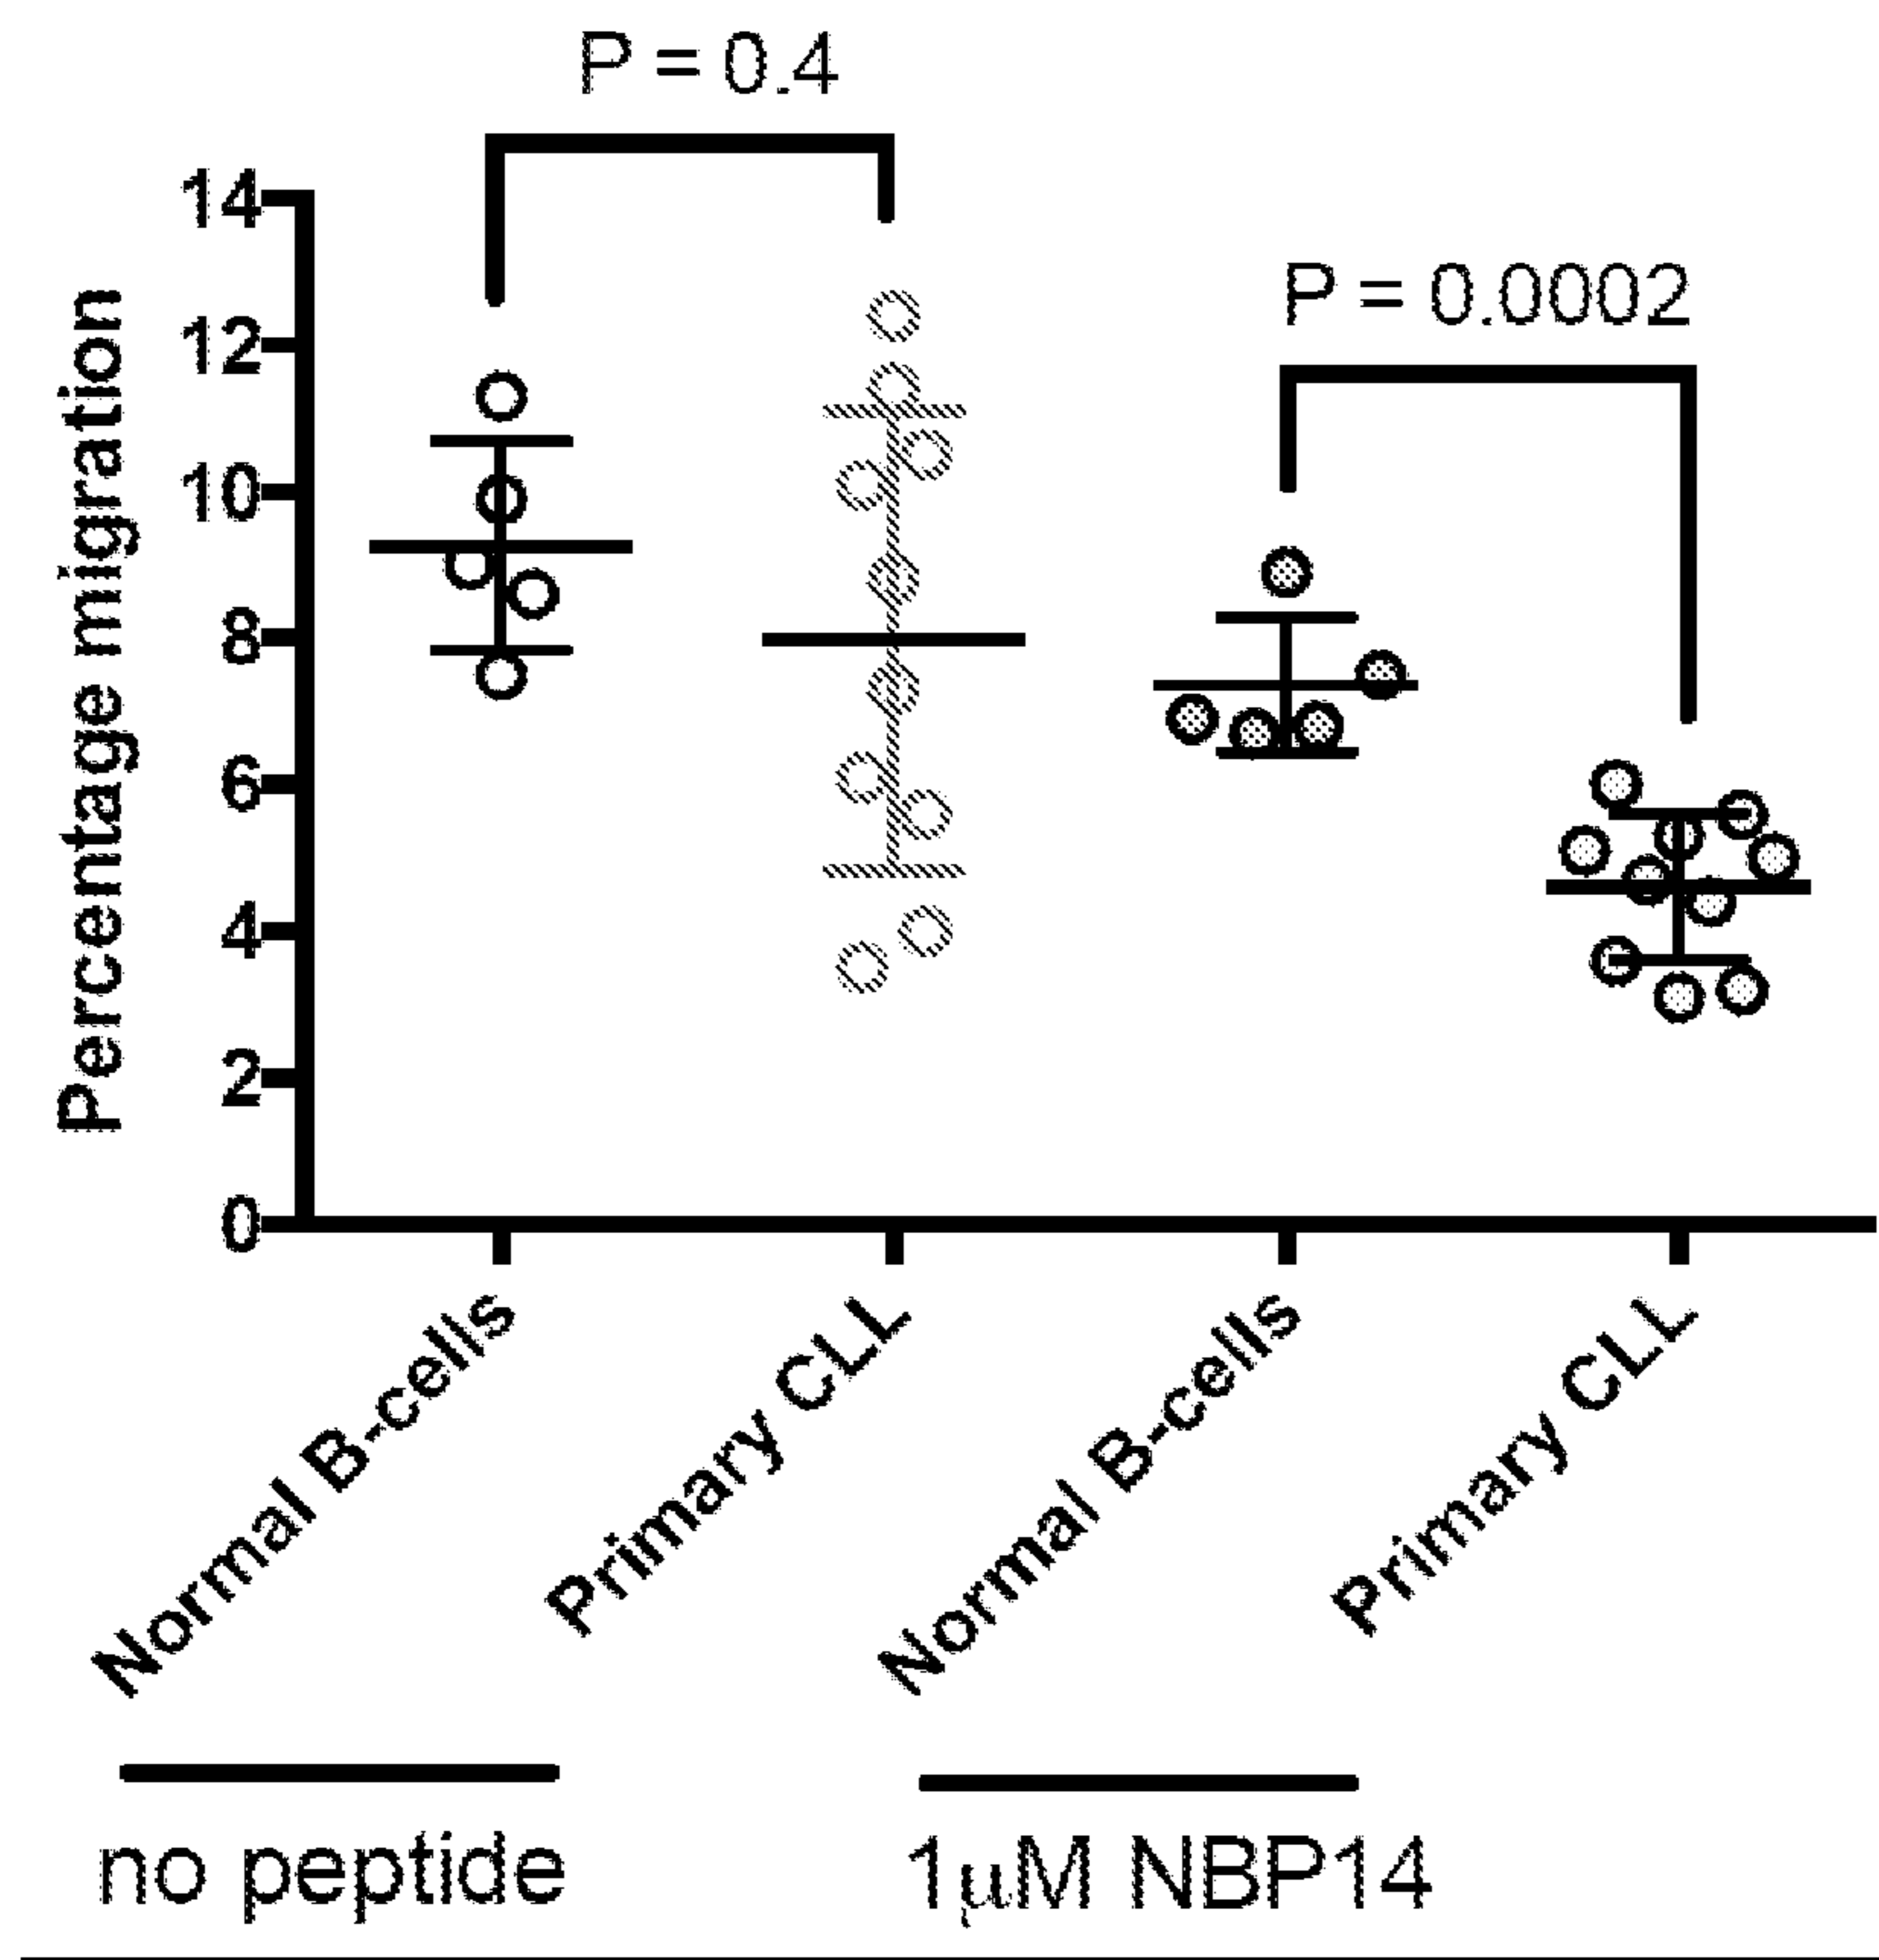 P = 0.4
P = 0.0002
Percentage migration
14
12
10
8
6
4
2
0
Normal B-cells
Primary CLL
Normal B-cells
Primary CLL
no peptide
1µM NBP14